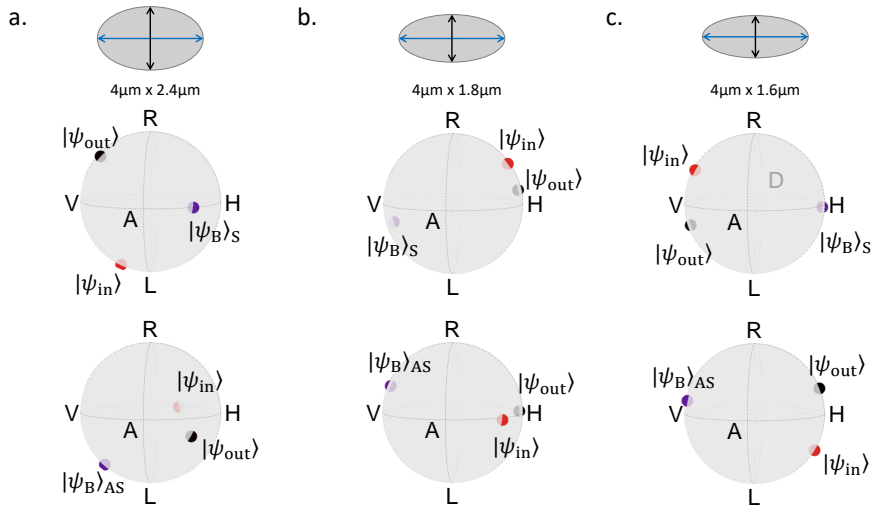 a.
4μm x 2.4μm
R
|ψout⟩
V
H
A
|ψB⟩S
|ψin⟩
L
R
|ψin⟩
V
H
A
|ψout⟩
|ψB⟩AS
L
b.
4μm x 1.8μm
R
|ψin⟩
|ψout⟩
V
H
A
|ψB⟩S
L
R
|ψB⟩AS
|ψout⟩
V
H
A
|ψin⟩
L
c.
4μm x 1.6μm
R
|ψin⟩
D
V
H
A
|ψout⟩
|ψB⟩S
L
R
|ψB⟩AS
|ψout⟩
V
H
A
|ψin⟩
L